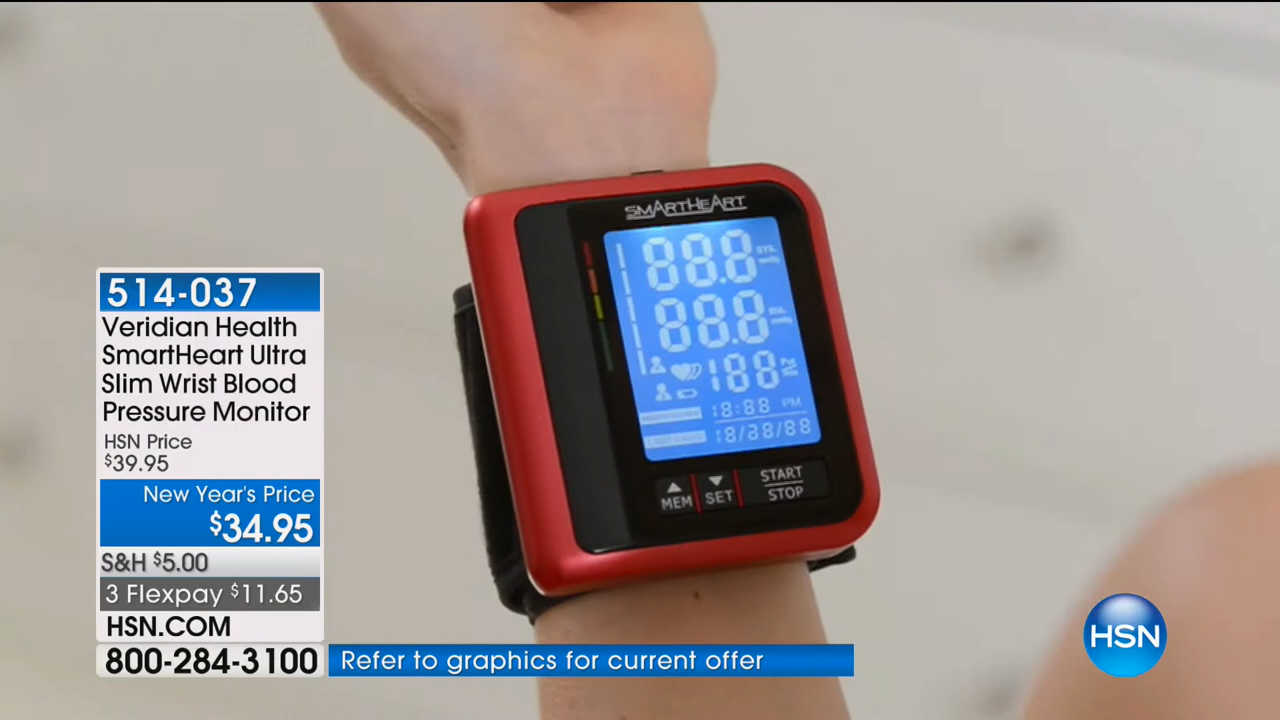 514-037
Veridian Health
SmartHeart Ultra
Slim Wrist Blood
Pressure Monitor
HSN Price
$39.95
New Year's Price
$34.95
S&H $5.00
3 Flexpay $11.65
HSN.COM
800-284-3100
Refer to graphics for current offer
SMARTHEART
88.8 SYS.
mmHg
88.8 DIA.
mmHg
188
18:88 PM
18/38/88
MEM
SET
START
STOP
HSN